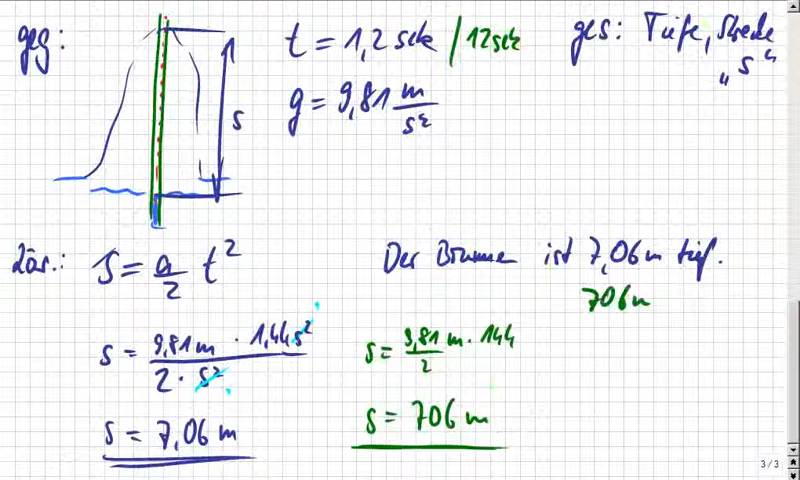 geg:
t = 1,2 sek / 12 sek
g = 9,81 m/s²
s
ges: Tiefe, Strecke
„s“
Lös.: s = a/2 t²
s = 9,81 m · 1,44 s² / 2 · s²
s = 7,06 m
Der Brunnen ist 7,06 m tief.
706 m
s = 9,81/2 m · 144
s = 706 m
3 / 3